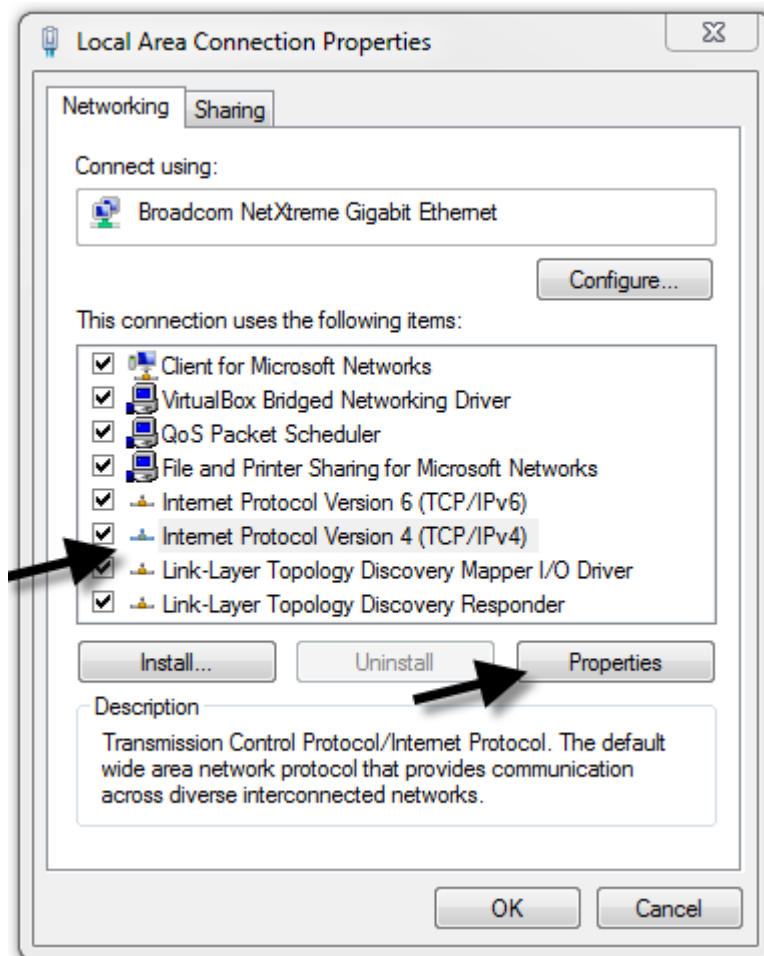 Local Area Connection Properties
Networking
Sharing
Connect using:
Broadcom NetXtreme Gigabit Ethernet
Configure...
This connection uses the following items:
Client for Microsoft Networks
VirtualBox Bridged Networking Driver
QoS Packet Scheduler
File and Printer Sharing for Microsoft Networks
Internet Protocol Version 6 (TCP/IPv6)
Internet Protocol Version 4 (TCP/IPv4)
Link-Layer Topology Discovery Mapper I/O Driver
Link-Layer Topology Discovery Responder
Install...
Uninstall
Properties
Description
Transmission Control Protocol/Internet Protocol. The default
wide area network protocol that provides communication
across diverse interconnected networks.
OK
Cancel